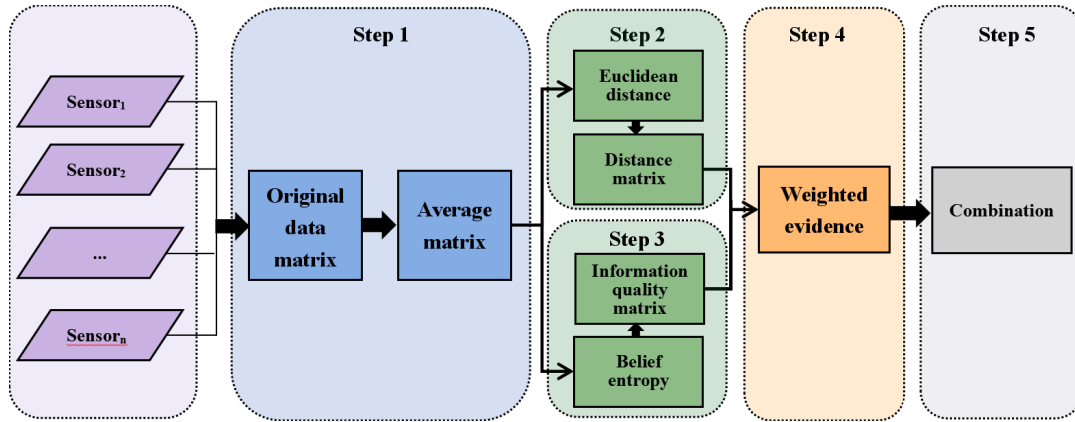 Sensor₁
Sensor₂
...
Sensorₙ
Step 1
Original
data
matrix
Average
matrix
Step 2
Euclidean
distance
Distance
matrix
Step 3
Information
quality
matrix
Belief
entropy
Step 4
Weighted
evidence
Step 5
Combination